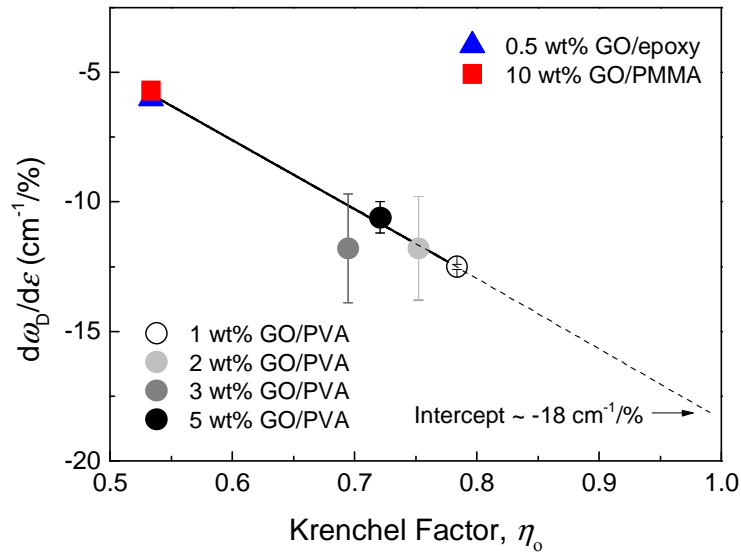 0.5 wt% GO/epoxy
10 wt% GO/PMMA
-5
-10
-15
-20
dω_D/dε (cm⁻¹/%)
1 wt% GO/PVA
2 wt% GO/PVA
3 wt% GO/PVA
5 wt% GO/PVA
Intercept ~ -18 cm⁻¹/%
0.5 0.6 0.7 0.8 0.9 1.0
Krenchel Factor, ηₒ